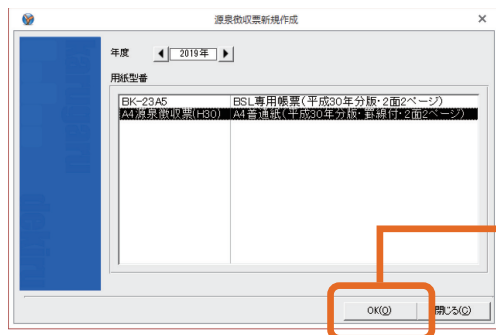 源泉徴収票新規作成
年度 2019年
用紙型番
BK-23A5 BSL専用帳票(平成30年分版・2面2ページ)
A4源泉徴収票(H30) A4普通紙(平成30年分版・罫線付・2面2ページ)
OK(O) 閉じる(C)